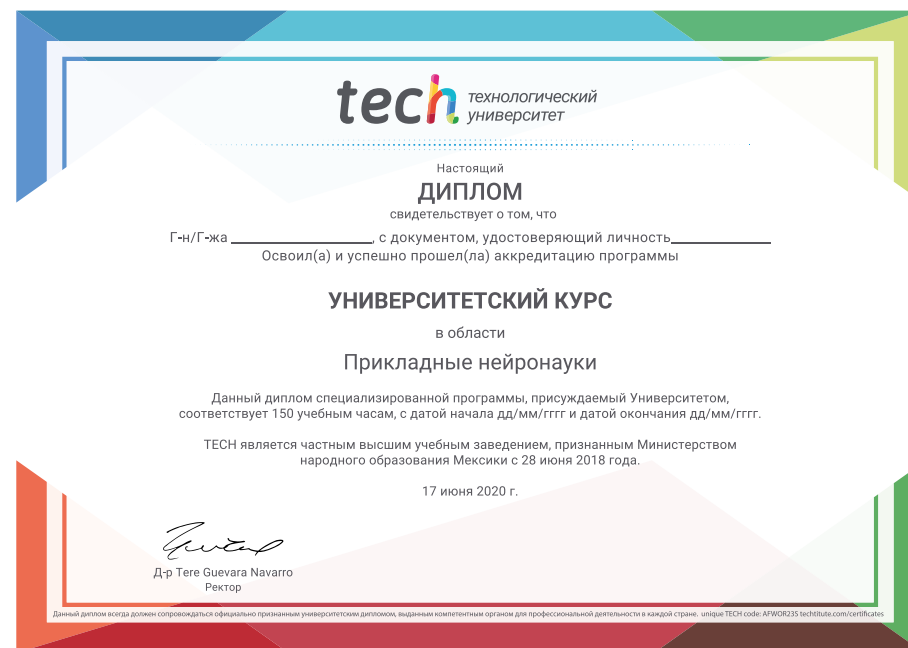 tech технологический
университет
Настоящий
ДИПЛОМ
свидетельствует о том, что
Г-н/Г-жа ____________________, с документом, удостоверяющий личность______________
Освоил(а) и успешно прошел(ла) аккредитацию программы
УНИВЕРСИТЕТСКИЙ КУРС
в области
Прикладные нейронауки
Данный диплом специализированной программы, присуждаемый Университетом,
соответствует 150 учебным часам, с датой начала дд/мм/гггг и датой окончания дд/мм/гггг.
TECH является частным высшим учебным заведением, признанным Министерством
народного образования Мексики с 28 июня 2018 года.
17 июня 2020 г.
Д-р Tere Guevara Navarro
Ректор
Данный диплом всегда должен сопровождаться официально признанным университетским дипломом, выданным компетентным органом для профессиональной деятельности в каждой стране. unique TECH code: AFWOR23S techtitute.com/certificates